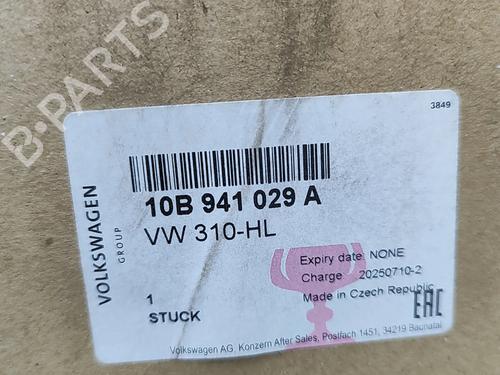 B-PARTS
3849
VOLKSWAGEN
GROUP
10B 941 029 A
VW 310-HL
Expiry date: NONE
Charge 20250710-2
Made in Czech Republic
1
STUCK
EAC
Volkswagen AG, Konzern After Sales, Postfach 1451, 34219 Baunatal